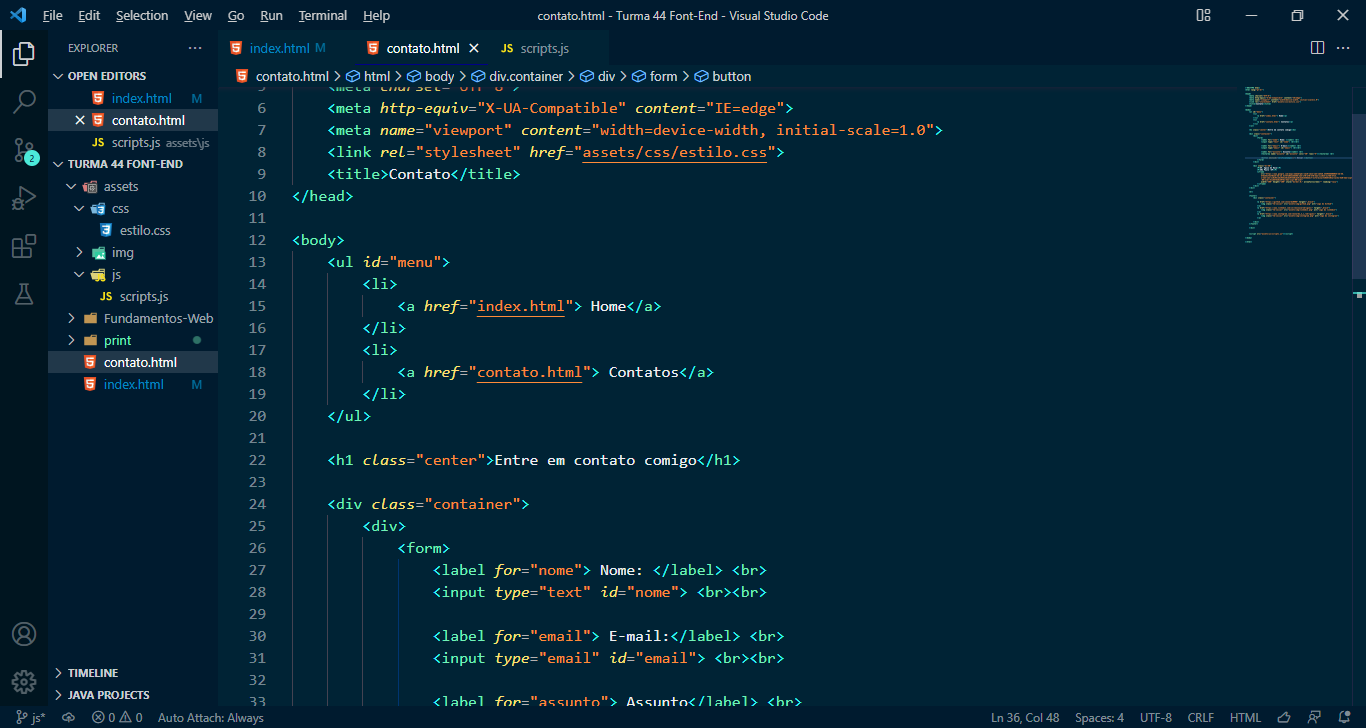 File Edit Selection View Go Run Terminal Help
contato.html - Turma 44 Font-End - Visual Studio Code
EXPLORER
OPEN EDITORS
index.html M
contato.html
JS scripts.js assets\js
TURMA 44 FONT-END
assets
css
estilo.css
img
js
JS scripts.js
Fundamentos-Web
print
contato.html
index.html M
TIMELINE
JAVA PROJECTS
2
index.html M contato.html JS scripts.js
contato.html > html > body > div.container > div > form > button
5 <meta charset="UTF-8">
6 <meta http-equiv="X-UA-Compatible" content="IE=edge">
7 <meta name="viewport" content="width=device-width, initial-scale=1.0">
8 <link rel="stylesheet" href="assets/css/estilo.css">
9 <title>Contato</title>
10 </head>
11
12 <body>
13 <ul id="menu">
14 <li>
15 <a href="index.html"> Home</a>
16 </li>
17 <li>
18 <a href="contato.html"> Contatos</a>
19 </li>
20 </ul>
21
22 <h1 class="center">Entre em contato comigo</h1>
23
24 <div class="container">
25 <div>
26 <form>
27 <label for="nome"> Nome: </label> <br>
28 <input type="text" id="nome"> <br><br>
29
30 <label for="email"> E-mail:</label> <br>
31 <input type="email" id="email"> <br><br>
32
33 <label for="assunto"> Assunto</label> <br>
js* 0 0 Auto Attach: Always Ln 36, Col 48 Spaces: 4 UTF-8 CRLF HTML